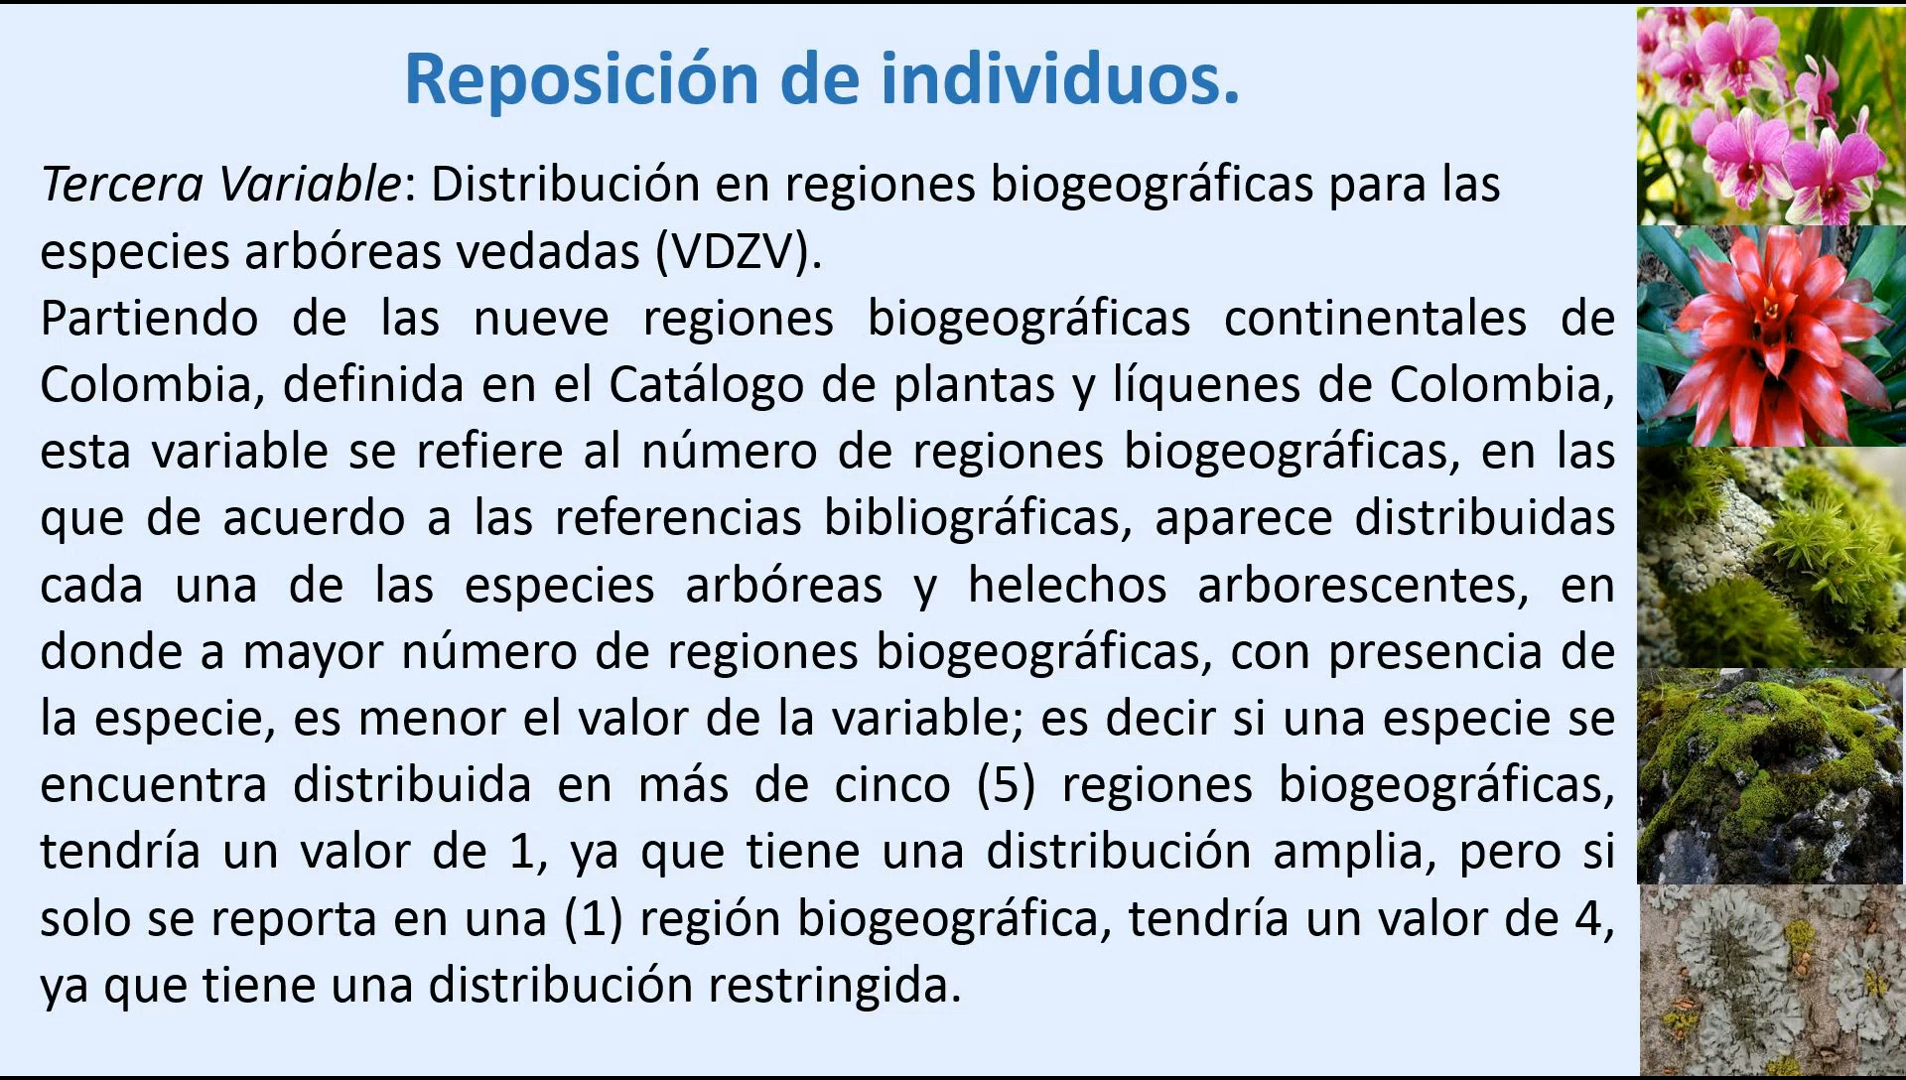 Reposición de individuos.
Tercera Variable: Distribución en regiones biogeográficas para las
especies arbóreas vedadas (VDZV).
Partiendo de las nueve regiones biogeográficas continentales de
Colombia, definida en el Catálogo de plantas y líquenes de Colombia,
esta variable se refiere al número de regiones biogeográficas, en las
que de acuerdo a las referencias bibliográficas, aparece distribuidas
cada una de las especies arbóreas y helechos arborescentes, en
donde a mayor número de regiones biogeográficas, con presencia de
la especie, es menor el valor de la variable; es decir si una especie se
encuentra distribuida en más de cinco (5) regiones biogeográficas,
tendría un valor de 1, ya que tiene una distribución amplia, pero si
solo se reporta en una (1) región biogeográfica, tendría un valor de 4,
ya que tiene una distribución restringida.